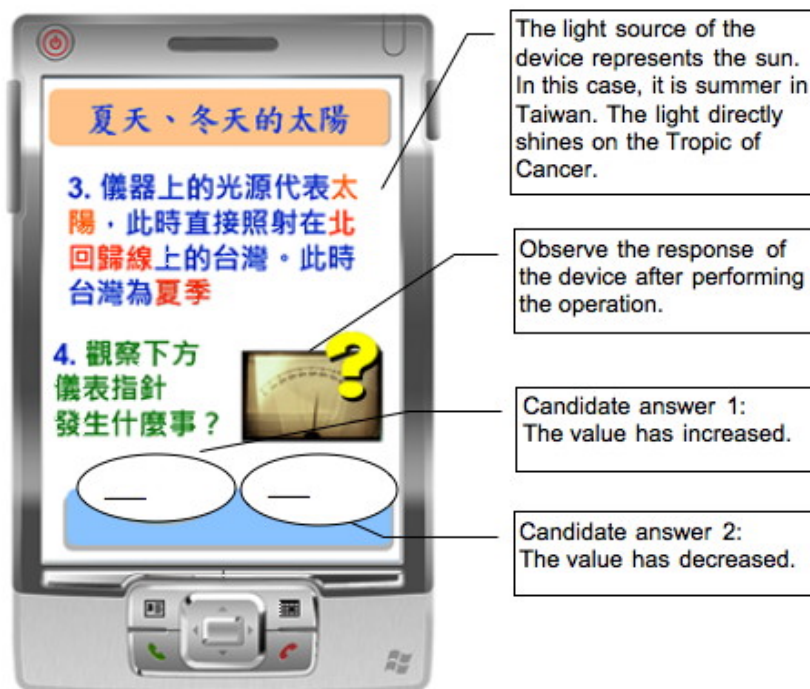 夏天、冬天的太陽
3. 儀器上的光源代表太
陽，此時直接照射在北
回歸線上的台灣。此時
台灣為夏季
4. 觀察下方
儀表指針
發生什麼事？
The light source of the
device represents the sun.
In this case, it is summer in
Taiwan. The light directly
shines on the Tropic of
Cancer.
Observe the response of
the device after performing
the operation.
Candidate answer 1:
The value has increased.
Candidate answer 2:
The value has decreased.